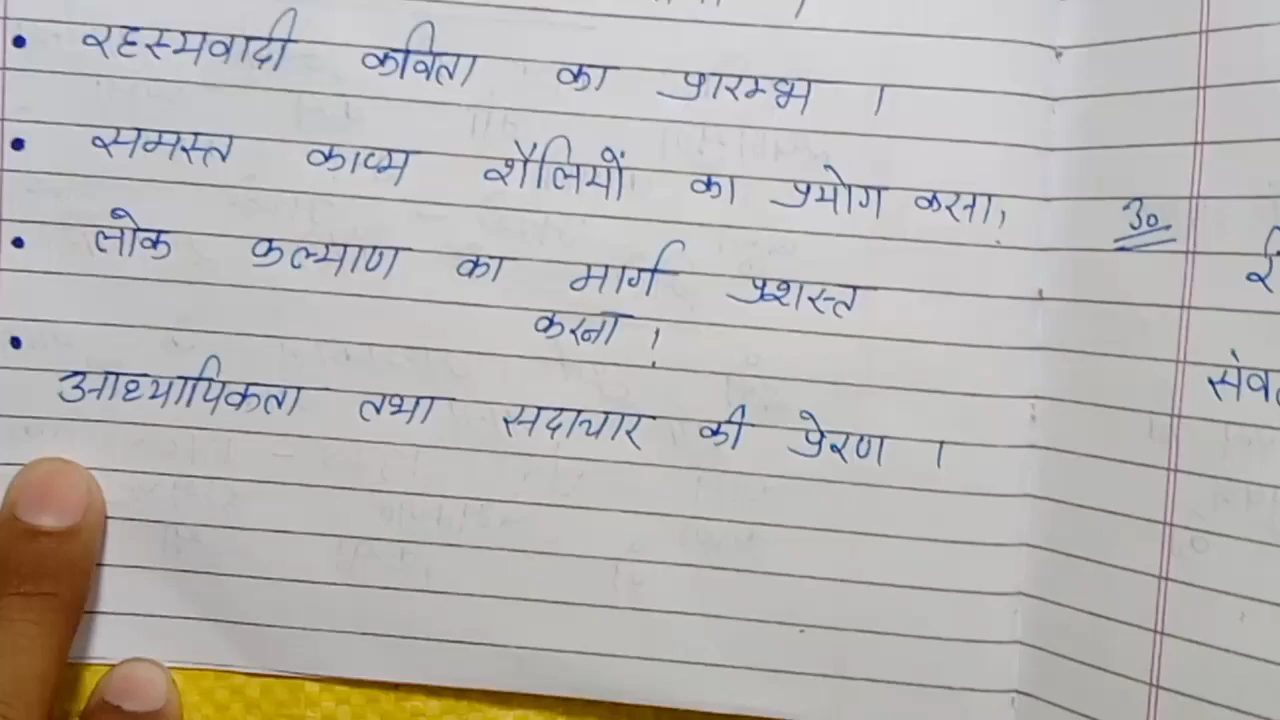 • रहस्यवादी कविता का प्रारम्भ ।
• समस्त काव्य शैलियों का प्रयोग करना।
• लोक कल्याण का मार्ग प्रशस्त
करना ।
• आध्यापिकता तथा सदाचार की प्रेरण ।
उ०